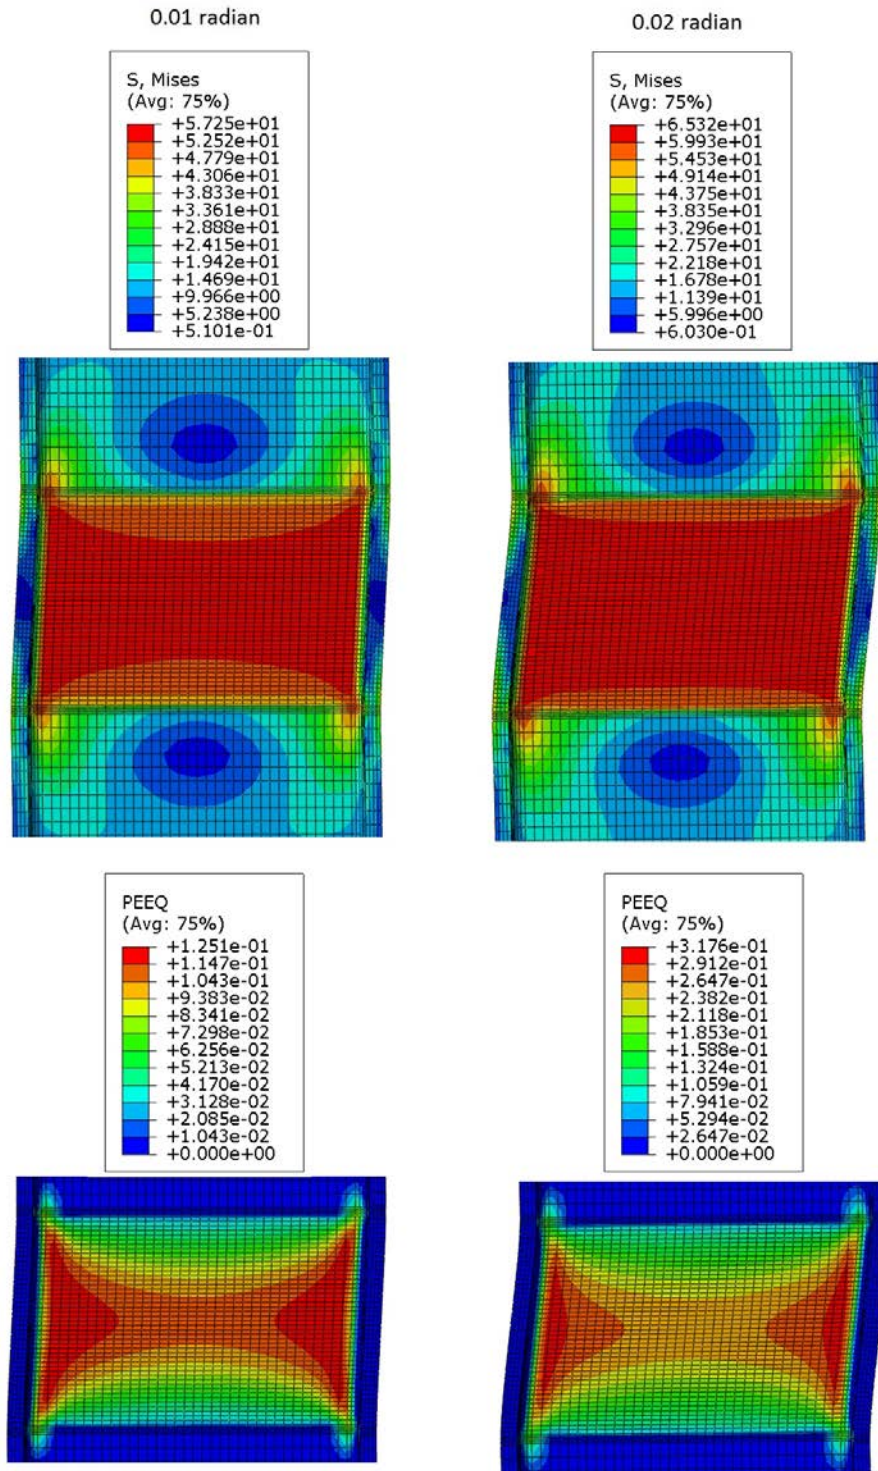 0.01 radian
0.02 radian
S, Mises
(Avg: 75%)
+5.725e+01
+5.252e+01
+4.779e+01
+4.306e+01
+3.833e+01
+3.361e+01
+2.888e+01
+2.415e+01
+1.942e+01
+1.469e+01
+9.966e+00
+5.238e+00
+5.101e-01
S, Mises
(Avg: 75%)
+6.532e+01
+5.993e+01
+5.453e+01
+4.914e+01
+4.375e+01
+3.835e+01
+3.296e+01
+2.757e+01
+2.218e+01
+1.678e+01
+1.139e+01
+5.996e+00
+6.030e-01
PEEQ
(Avg: 75%)
+1.251e-01
+1.147e-01
+1.043e-01
+9.383e-02
+8.341e-02
+7.298e-02
+6.256e-02
+5.213e-02
+4.170e-02
+3.128e-02
+2.085e-02
+1.043e-02
+0.000e+00
PEEQ
(Avg: 75%)
+3.176e-01
+2.912e-01
+2.647e-01
+2.382e-01
+2.118e-01
+1.853e-01
+1.588e-01
+1.324e-01
+1.059e-01
+7.941e-02
+5.294e-02
+2.647e-02
+0.000e+00